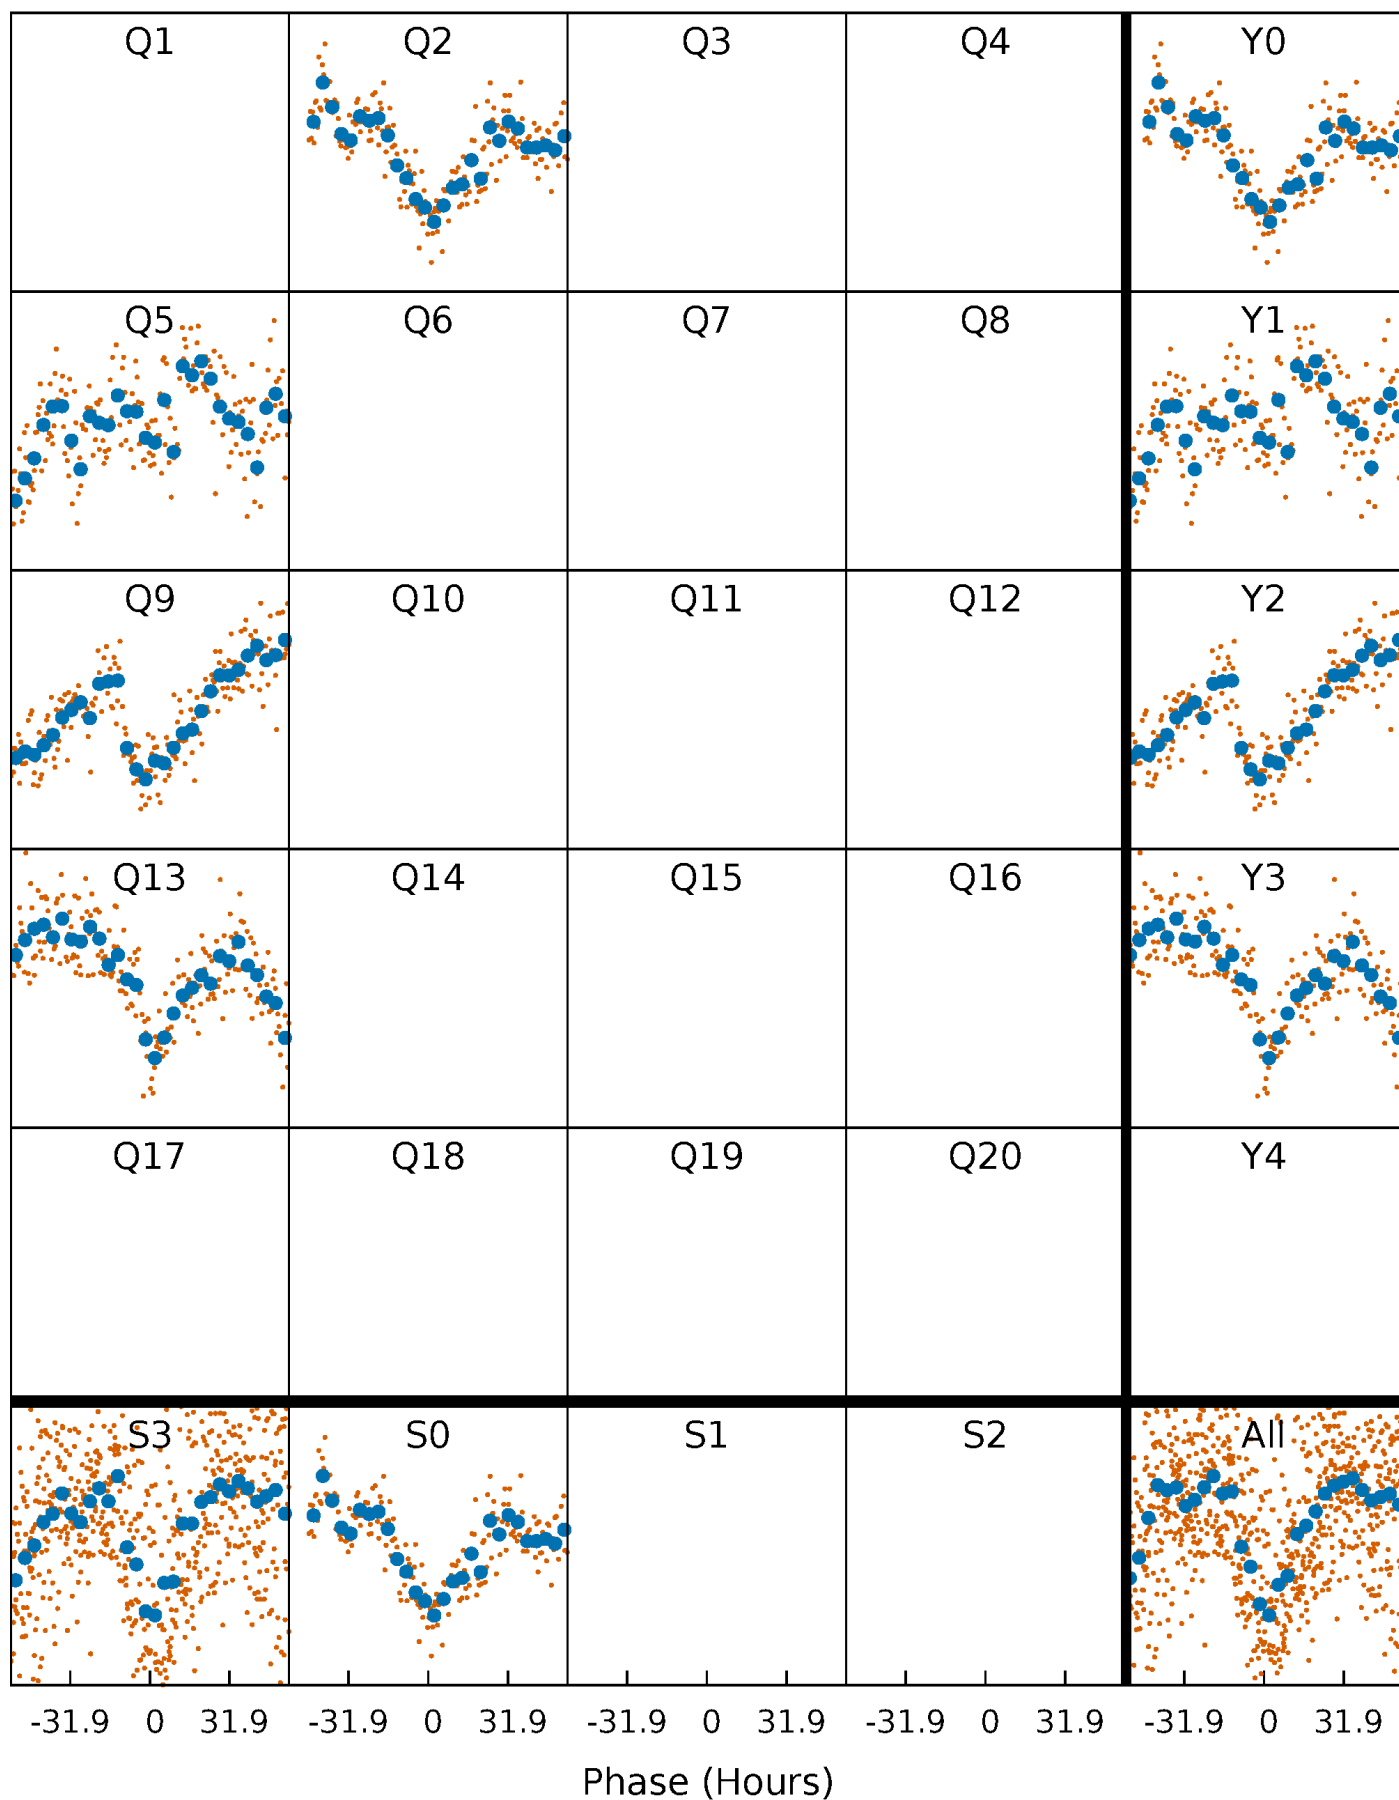 Q1 Q2 Q3 Q4 Y0
Q5 Q6 Q7 Q8 Y1
Q9 Q10 Q11 Q12 Y2
Q13 Q14 Q15 Q16 Y3
Q17 Q18 Q19 Q20 Y4
S3 S0 S1 S2 All
-31.9 0 31.9 -31.9 0 31.9 -31.9 0 31.9 -31.9 0 31.9 -31.9 0 31.9
Phase (Hours)